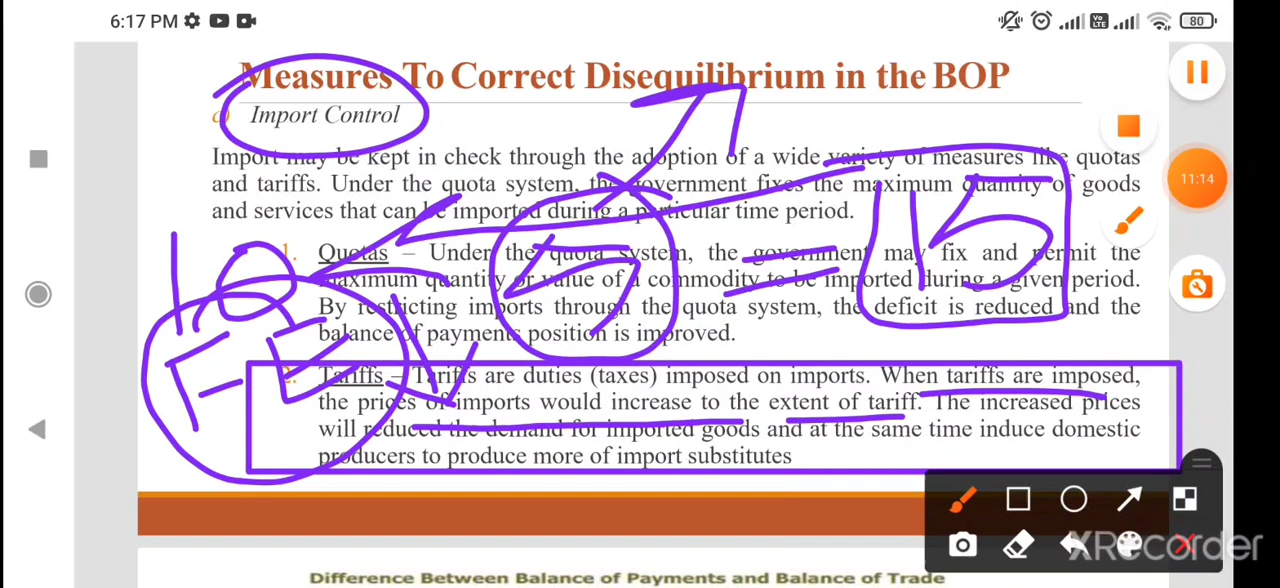 6:17 PM
Vo LTE
80
Measures To Correct Disequilibrium in the BOP
c) Import Control
Import may be kept in check through the adoption of a wide variety of measures like quotas
and tariffs. Under the quota system, the government fixes the maximum quantity of goods
and services that can be imported during a particular time period.
1. Quotas – Under the quota system, the government may fix and permit the
maximum quantity or value of a commodity to be imported during a given period.
By restricting imports through the quota system, the deficit is reduced and the
balance of payments position is improved.
2. Tariffs – Tariffs are duties (taxes) imposed on imports. When tariffs are imposed,
the prices of imports would increase to the extent of tariff. The increased prices
will reduced the demand for imported goods and at the same time induce domestic
producers to produce more of import substitutes
10
5
15
FE
11:14
XRecorder
Difference Between Balance of Payments and Balance of Trade